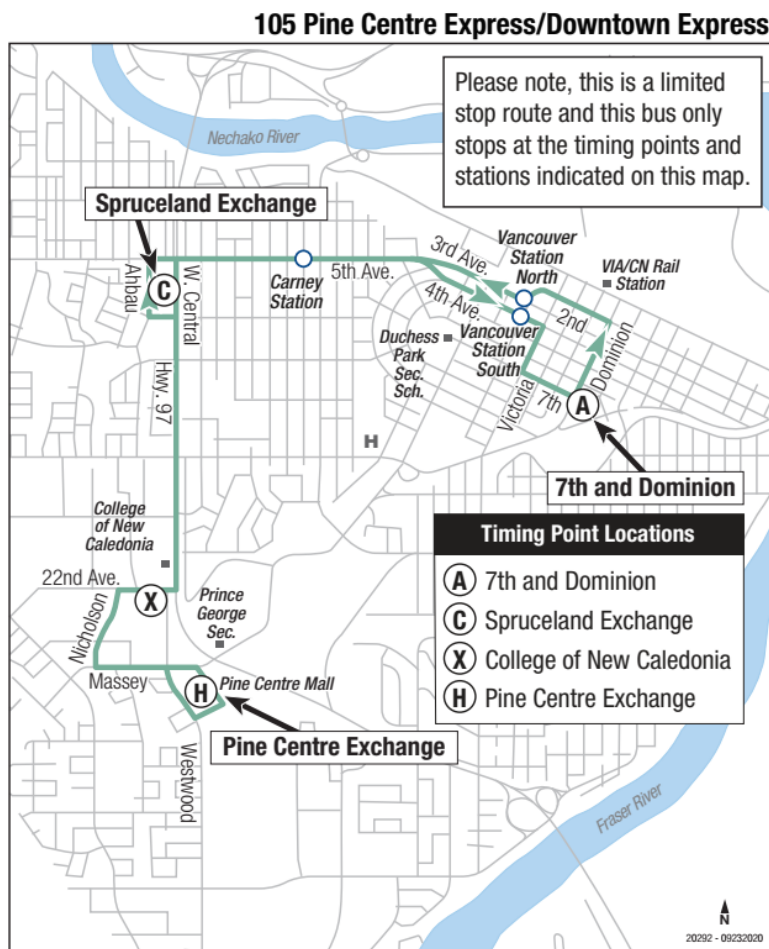 105 Pine Centre Express/Downtown Express
Please note, this is a limited
stop route and this bus only
stops at the timing points and
stations indicated on this map.
Nechako River
Spruceland Exchange
Ahbau
C
W. Central
Hwy. 97
Carney
Station
5th Ave.
3rd Ave.
4th Ave.
Vancouver
Station
North
VIA/CN Rail
Station
2nd
Duchess
Park
Sec.
Sch.
Vancouver
Station
South
Victoria
7th
Dominion
A
H
7th and Dominion
College
of New
Caledonia
22nd Ave.
X
Nicholson
Prince
George
Sec.
Massey
H
Pine Centre Mall
Pine Centre Exchange
Westwood
Timing Point Locations
A 7th and Dominion
C Spruceland Exchange
X College of New Caledonia
H Pine Centre Exchange
Fraser River
N
20292 - 09232020